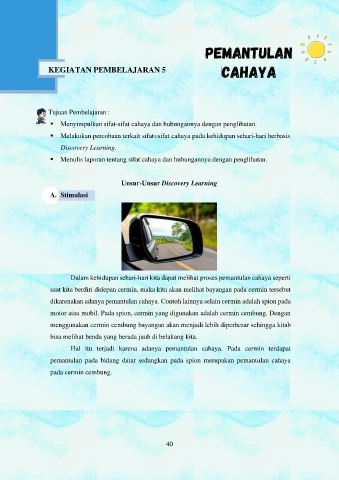 PEMANTULAN
CAHAYA
KEGIATAN PEMBELAJARAN 5
Tujuan Pembelajaran :
▪ Menyimpulkan sifat-sifat cahaya dan hubungannya dengan penglihatan.
▪ Melakukan percobaan terkait sifat-sifat cahaya pada kehidupan sehari-hari berbasis
Discovery Learning.
▪ Menulis laporan tentang sifat cahaya dan hubungannya dengan penglihatan.
Unsur-Unsur Discovery Learning
A. Stimulasi
Dalam kehidupan sehari-hari kita dapat melihat proses pemantulan cahaya seperti
saat kita berdiri didepan cermin, maka kita akan melihat bayangan pada cermin tersebut
dikarenakan adanya pemantulan cahaya. Contoh lainnya selain cermin adalah spion pada
motor atau mobil. Pada spion, cermin yang digunakan adalah cermin cembung. Dengan
menggunakan cermin cembung bayangan akan menjadi lebih diperbesar sehingga kitab
bisa melihat benda yang berada jauh di belakang kita.
Hal itu terjadi karena adanya pemantulan cahaya. Pada cermin terdapat
pemantulan pada bidang datar sedangkan pada spion merupakan pemantulan cahaya
pada cermin cembung.
40